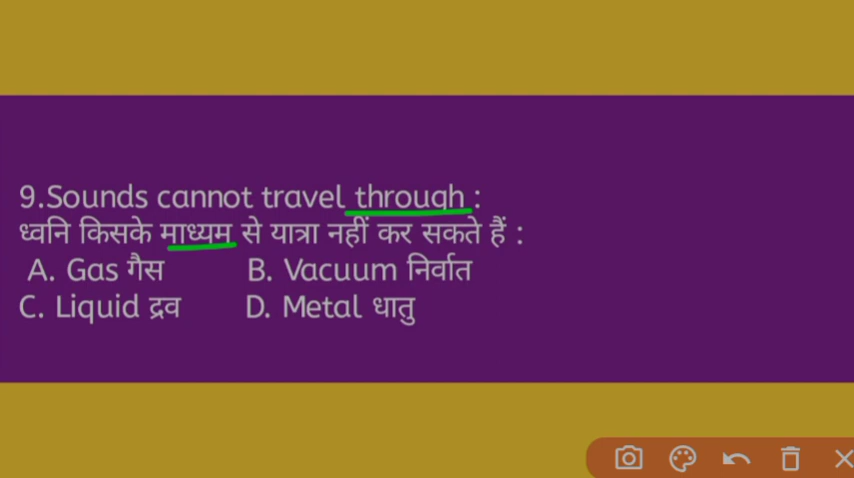 9.Sounds cannot travel through :
ध्वनि किसके माध्यम से यात्रा नहीं कर सकते हैं :
A. Gas गैस B. Vacuum निर्वात
C. Liquid द्रव D. Metal धातु